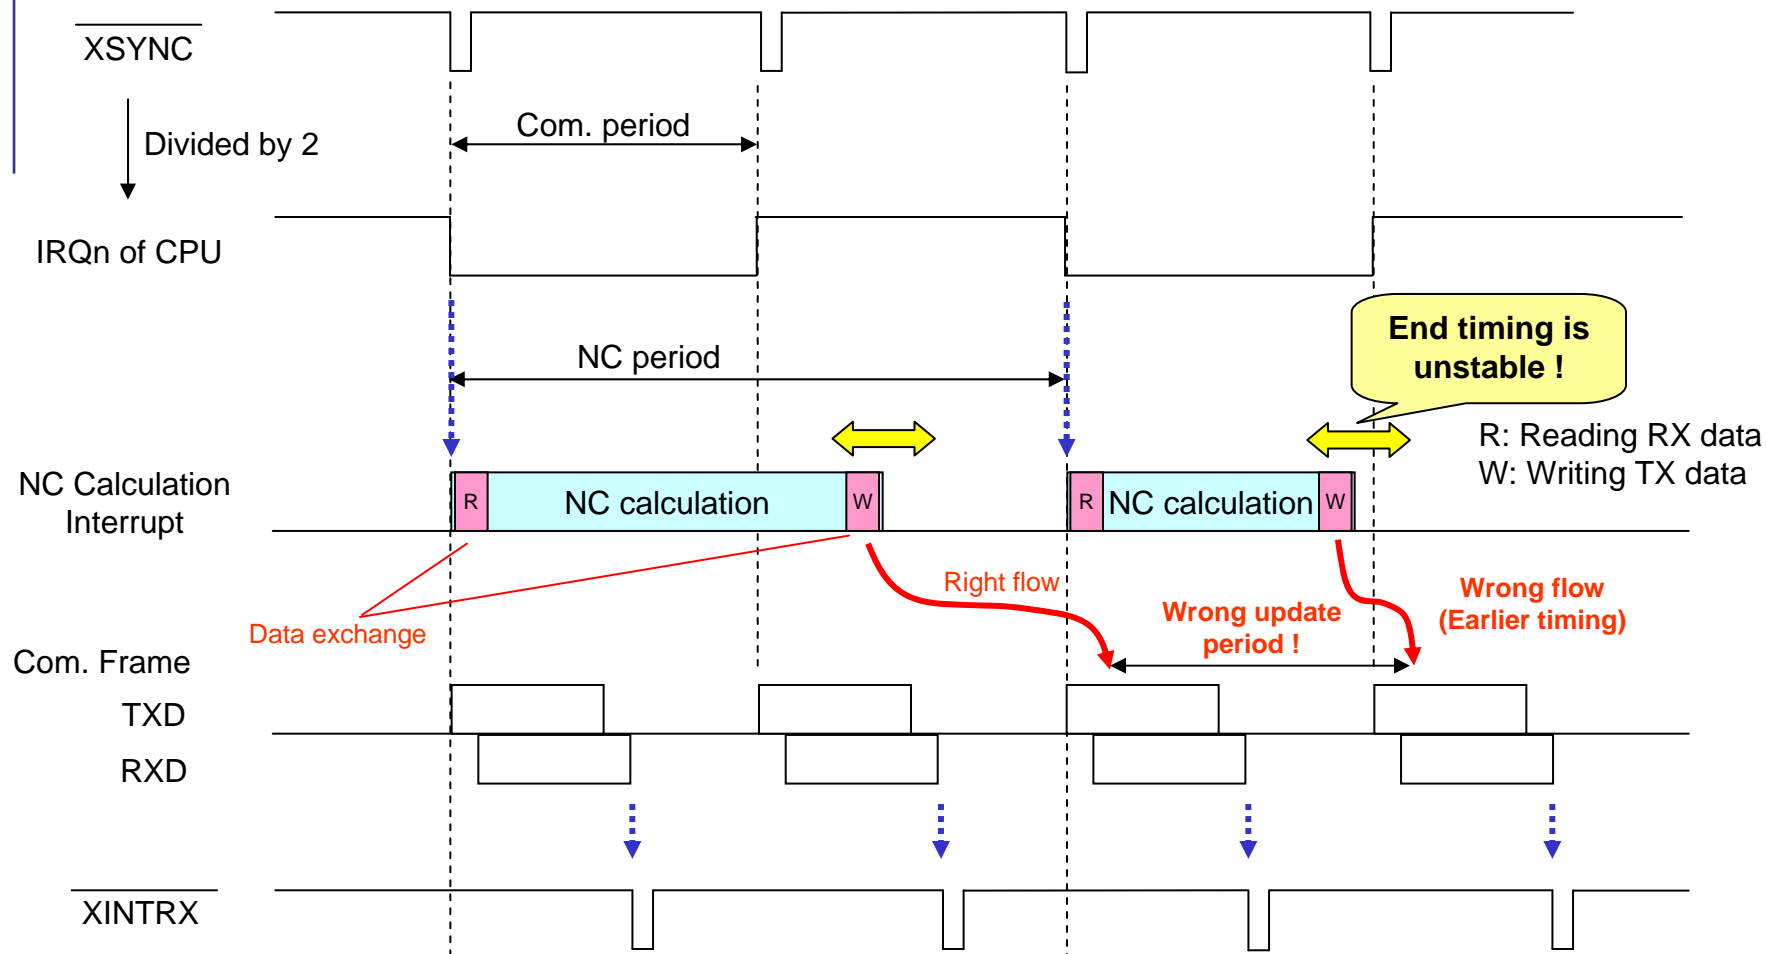 XSYNC
Divided by 2
Com. period
IRQn of CPU
End timing is
unstable !
NC period
R: Reading RX data
W: Writing TX data
NC Calculation
Interrupt
R
NC calculation
W
R
NC calculation
W
Data exchange
Right flow
Wrong update
period !
Wrong flow
(Earlier timing)
Com. Frame
TXD
RXD
XINTRX